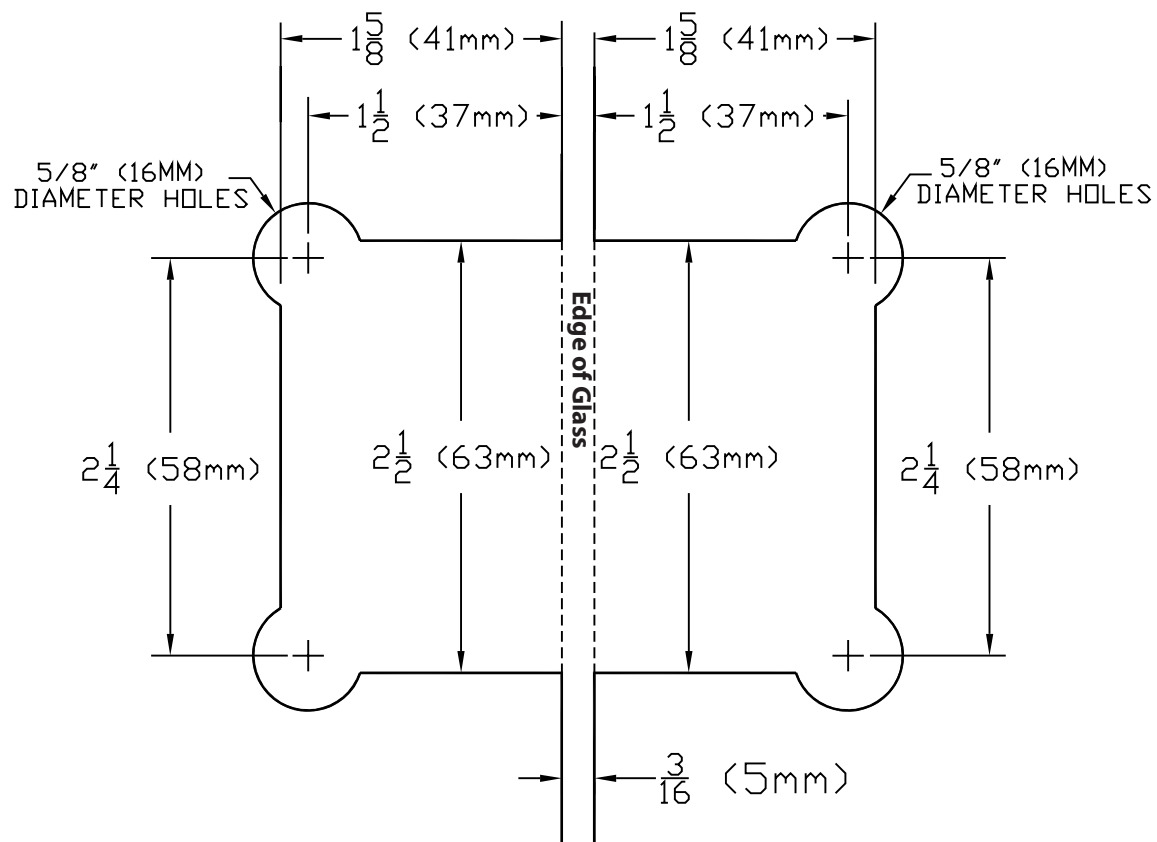 1 5/8 (41mm)
1 5/8 (41mm)
1 1/2 (37mm)
1 1/2 (37mm)
5/8" (16MM)
DIAMETER HOLES
5/8" (16MM)
DIAMETER HOLES
Edge of Glass
2 1/4 (58mm)
2 1/2 (63mm)
2 1/2 (63mm)
2 1/4 (58mm)
3/16 (5mm)